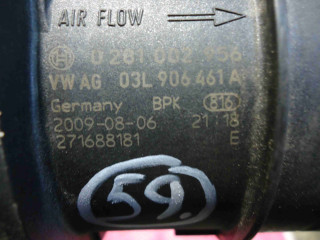 AIR FLOW
0 281 002 956
VW AG 03L 906 461 A
Germany BPK 816
2009-08-06 21:18
271688181 E
59.